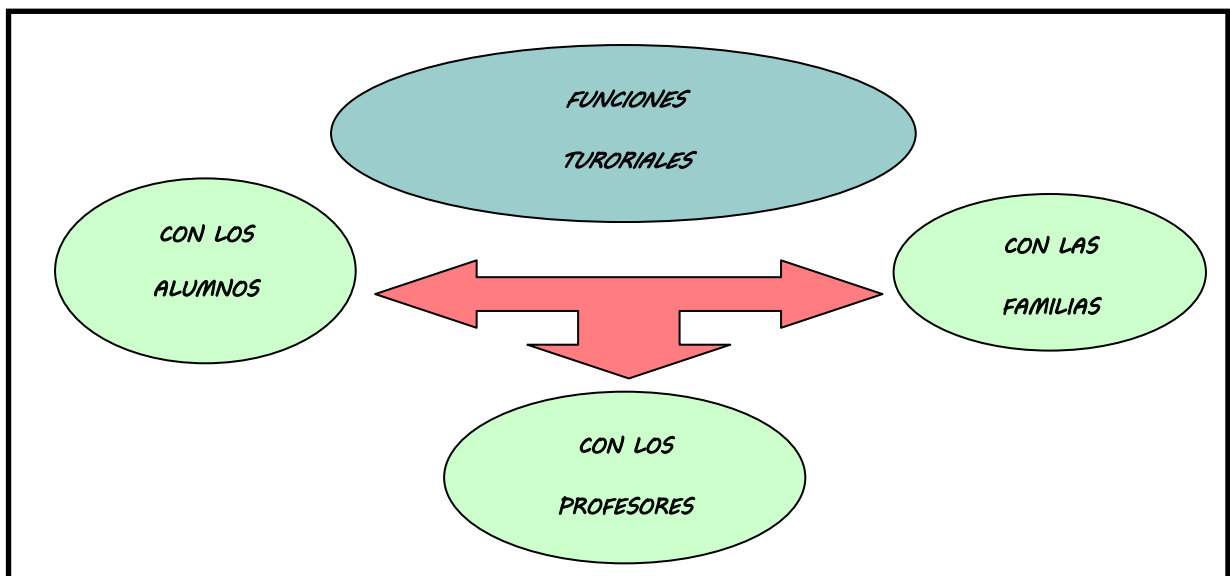 FUNCIONES
TURORIALES
CON LOS
ALUMNOS
CON LAS
FAMILIAS
CON LOS
PROFESORES